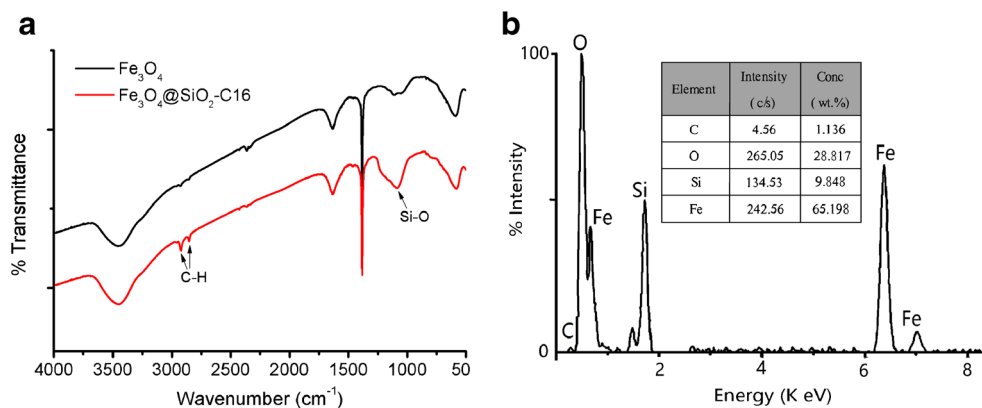 a
Fe3O4
Fe3O4@SiO2-C16
% Transmittance
C-H
Si-O
4000 3500 3000 2500 2000 1500 1000 500
Wavenumber (cm-1)
b
100
0
% Intensity
O
Fe
C
Si
Fe
Fe
Element Intensity (c/s) Conc (wt.%)
C 4.56 1.136
O 265.05 28.817
Si 134.53 9.848
Fe 242.56 65.198
2 4 6 8
Energy (K eV)